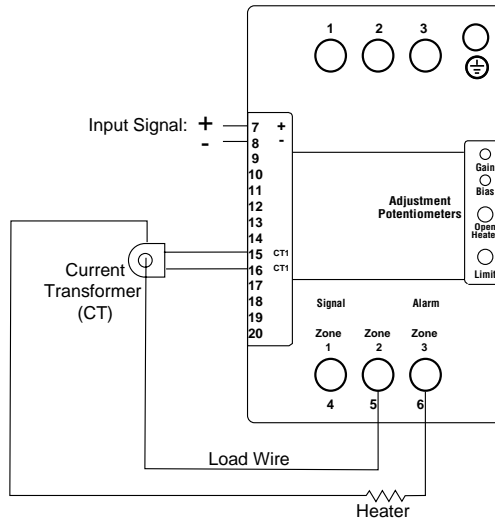 1 2 3
Input Signal: +
-
7 +
8 -
9
10
11
12
13
14
15 CT1
16 CT1
17
18
19
20
Gain
Bias
Open
Heater
Limit
Adjustment
Potentiometers
Current
Transformer
(CT)
Signal Alarm
Zone Zone Zone
1 2 3
4 5 6
Load Wire
Heater